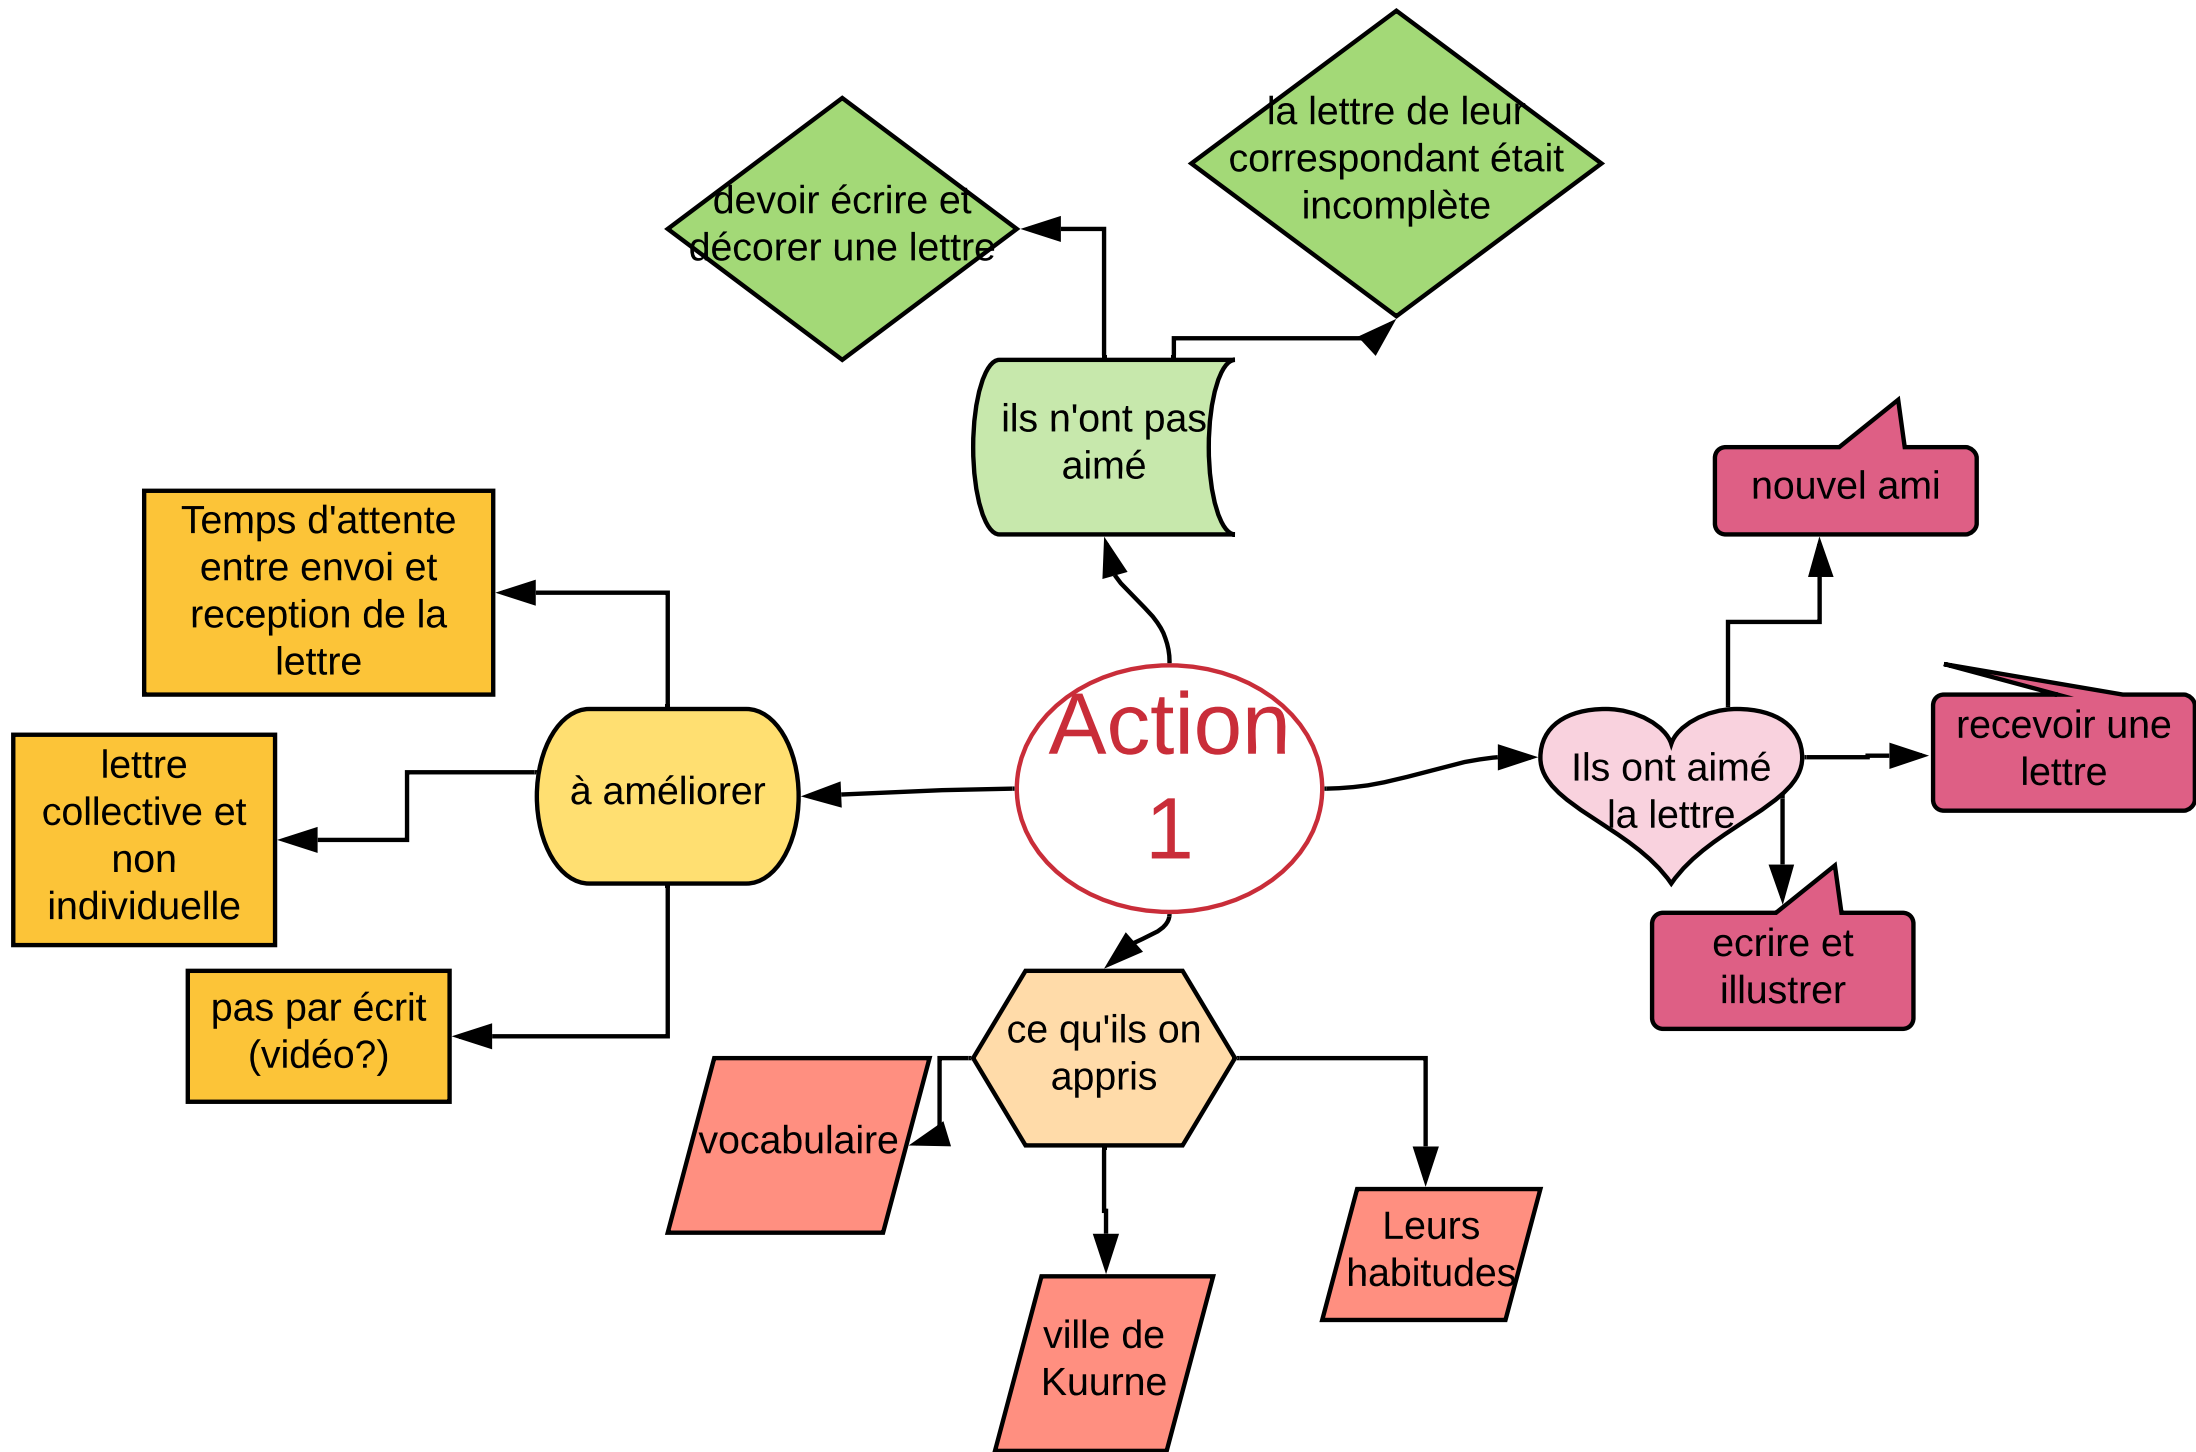 la lettre de leur
correspondant était
incomplète
devoir écrire et
décorer une lettre
ils n'ont pas
aimé
nouvel ami
Temps d'attente
entre envoi et
reception de la
lettre
Action
1
recevoir une
lettre
Ils ont aimé
la lettre
à améliorer
lettre
collective et
non
individuelle
ecrire et
illustrer
pas par écrit
(vidéo?)
ce qu'ils on
appris
vocabulaire
Leurs
habitudes
ville de
Kuurne